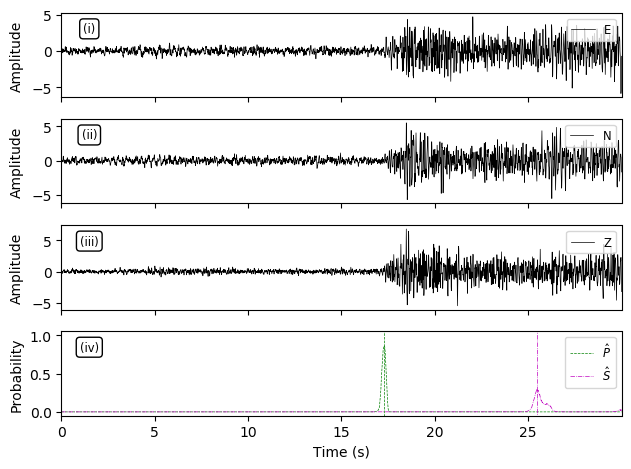 5
0
−5
Amplitude
(i)
E
5
0
−5
Amplitude
(ii)
N
5
0
−5
Amplitude
(iii)
Z
1.0
0.5
0.0
Probability
(iv)
P̂
Ŝ
0 5 10 15 20 25
Time (s)